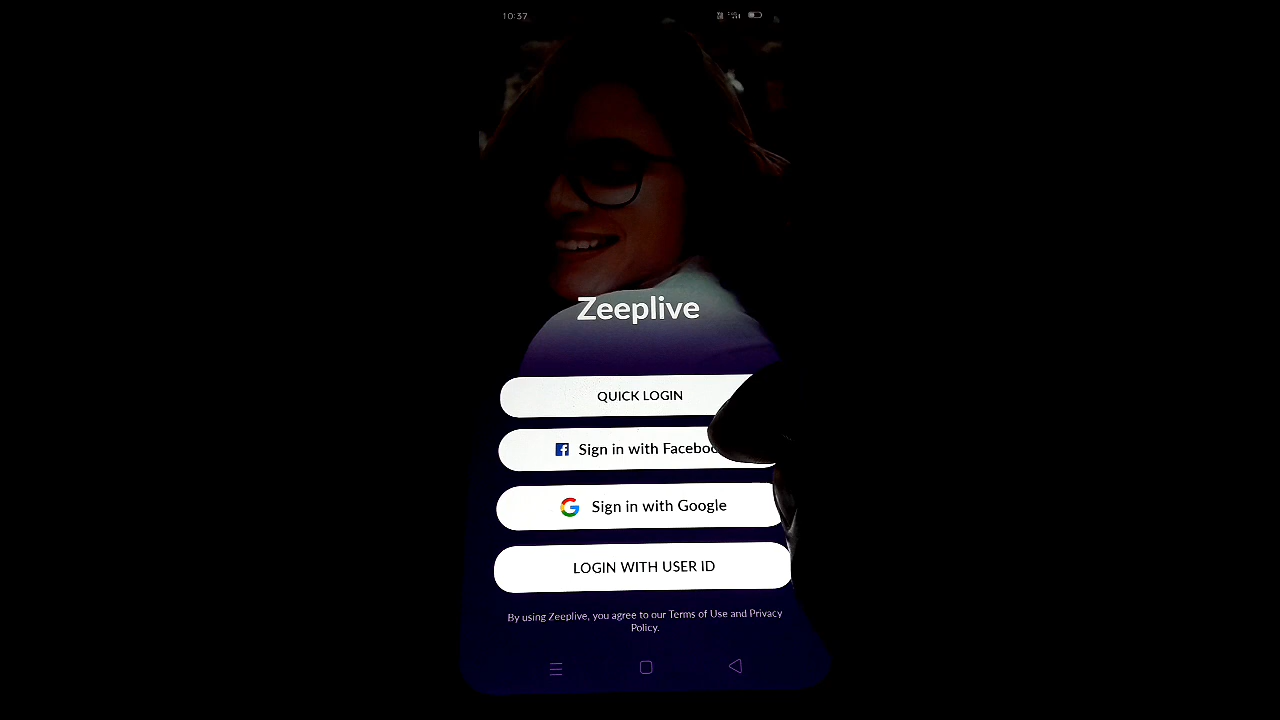 10:37
Zeeplive
QUICK LOGIN
Sign in with Faceboo
Sign in with Google
LOGIN WITH USER ID
By using Zeeplive, you agree to our Terms of Use and Privacy
Policy.